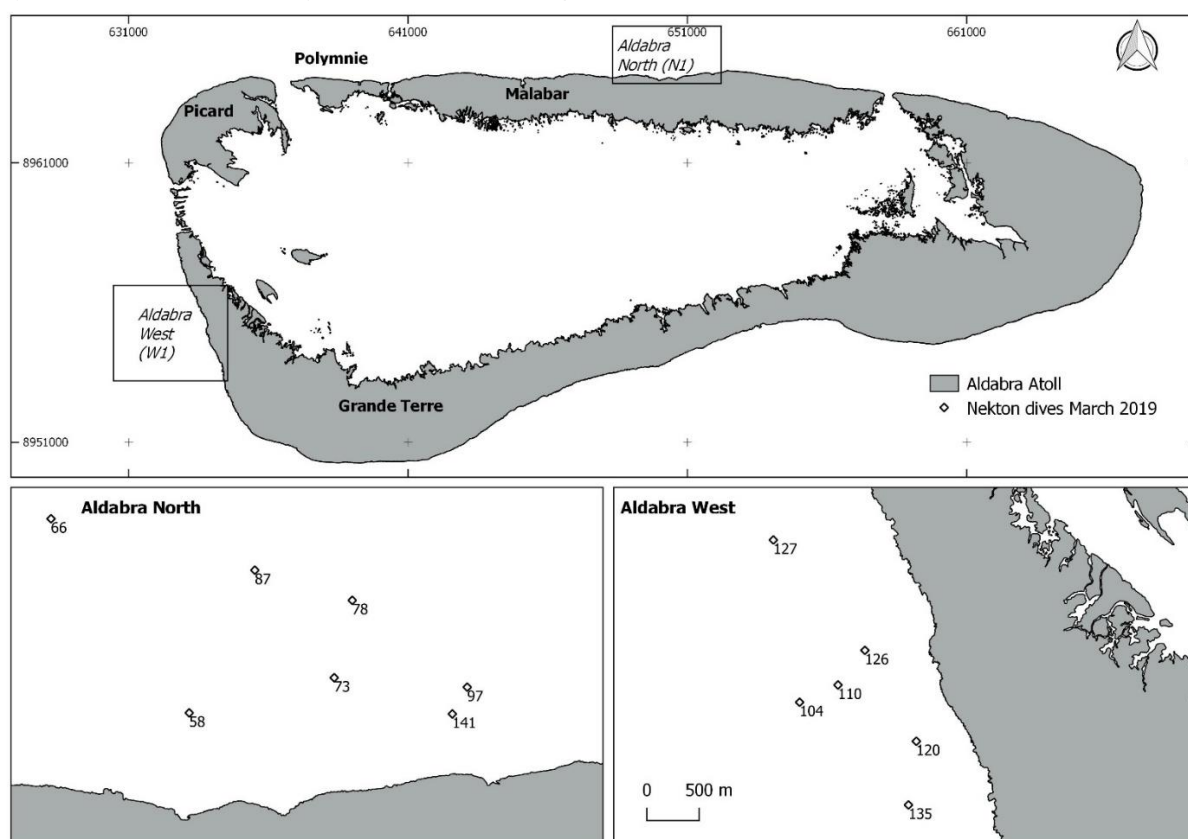 631000
641000
651000
661000
Aldabra
North (N1)
Polymnie
Picard
Malabar
8961000
Aldabra
West
(W1)
Grande Terre
Aldabra Atoll
Nekton dives March 2019
8951000
Aldabra North
66
87
78
73
97
58
141
Aldabra West
127
126
110
104
120
135
0 500 m